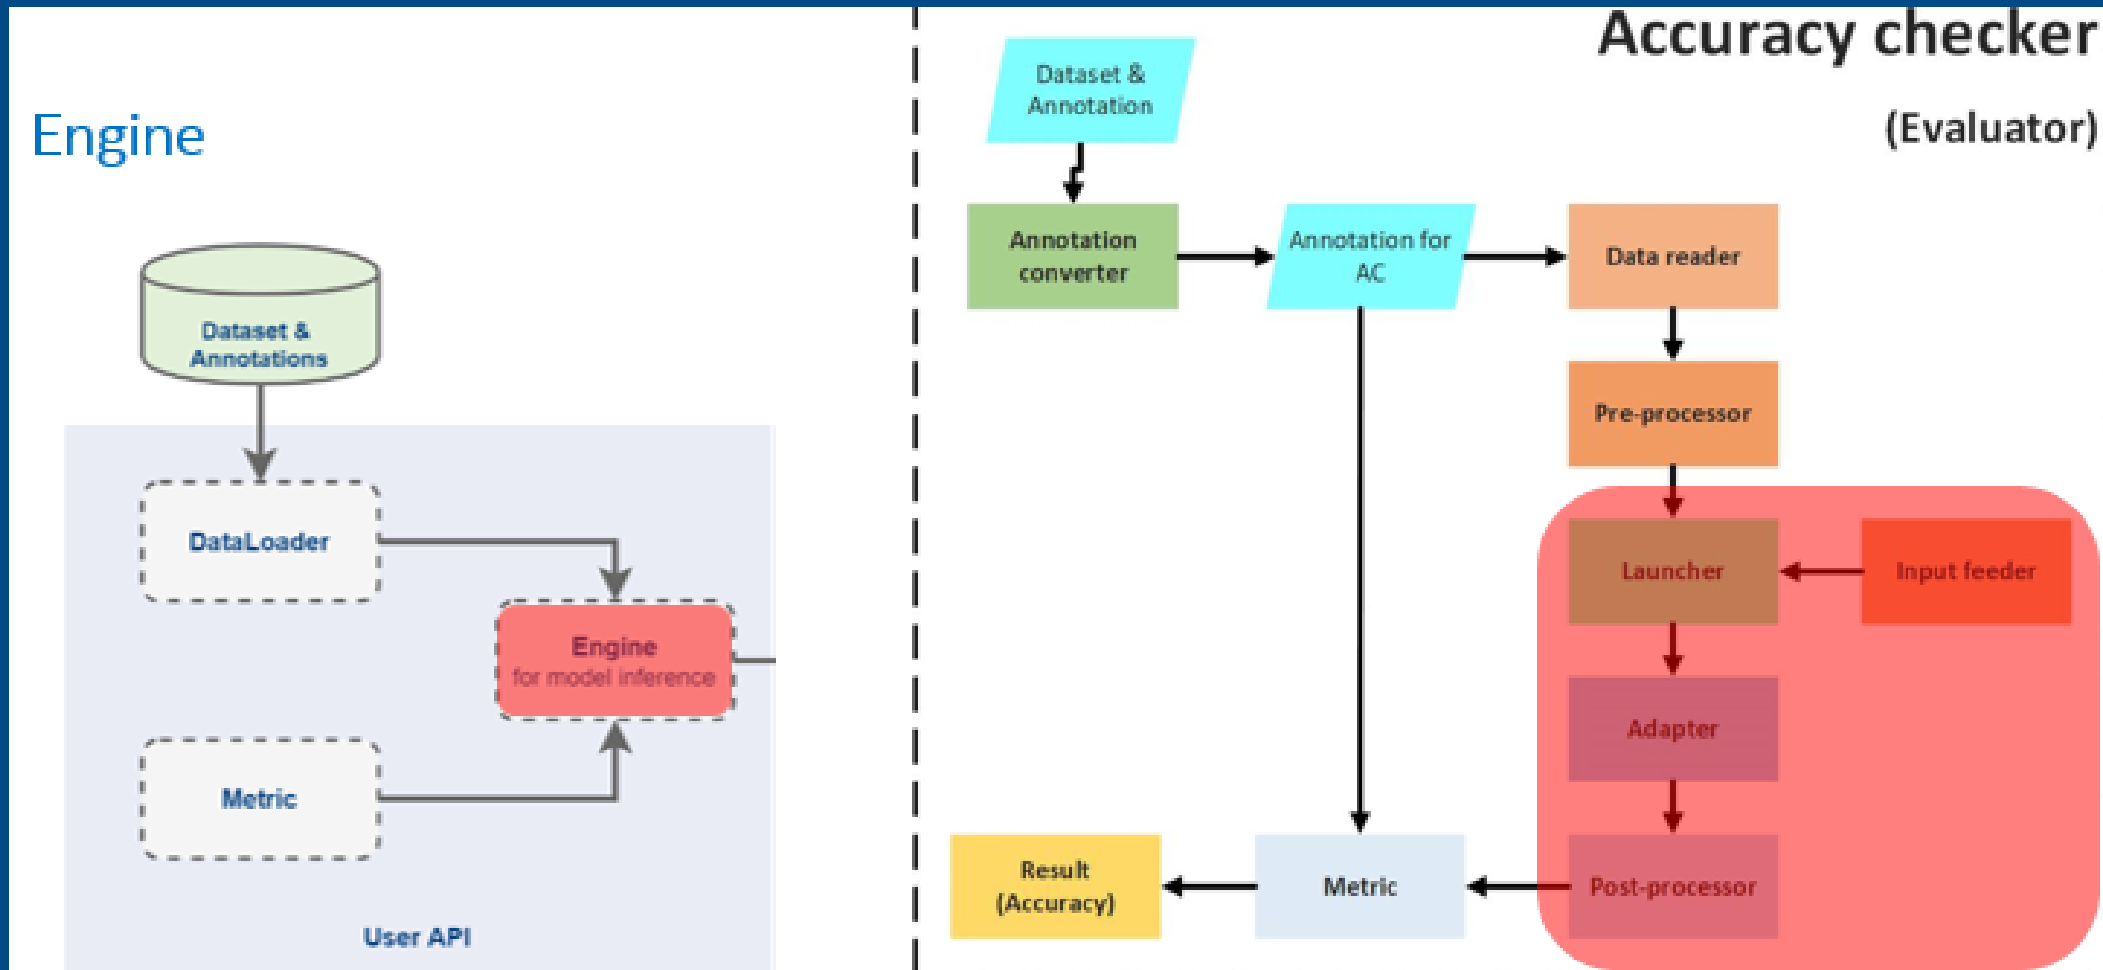 Engine
Dataset &
Annotations
DataLoader
Engine
for model inference
Metric
User API
Accuracy checker
(Evaluator)
Dataset &
Annotation
Annotation
converter
Annotation for
AC
Data reader
Pre-processor
Launcher
Input feeder
Adapter
Post-processor
Metric
Result
(Accuracy)